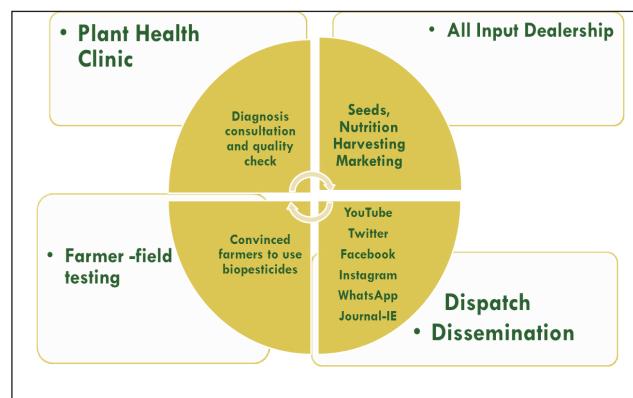 • Plant Health
Clinic
• All Input Dealership
Diagnosis
consultation
and quality
check
Seeds,
Nutrition
Harvesting
Marketing
• Farmer -field
testing
Convinced
farmers to use
biopesticides
YouTube
Twitter
Facebook
Instagram
WhatsApp
Journal-IE
Dispatch
• Dissemination